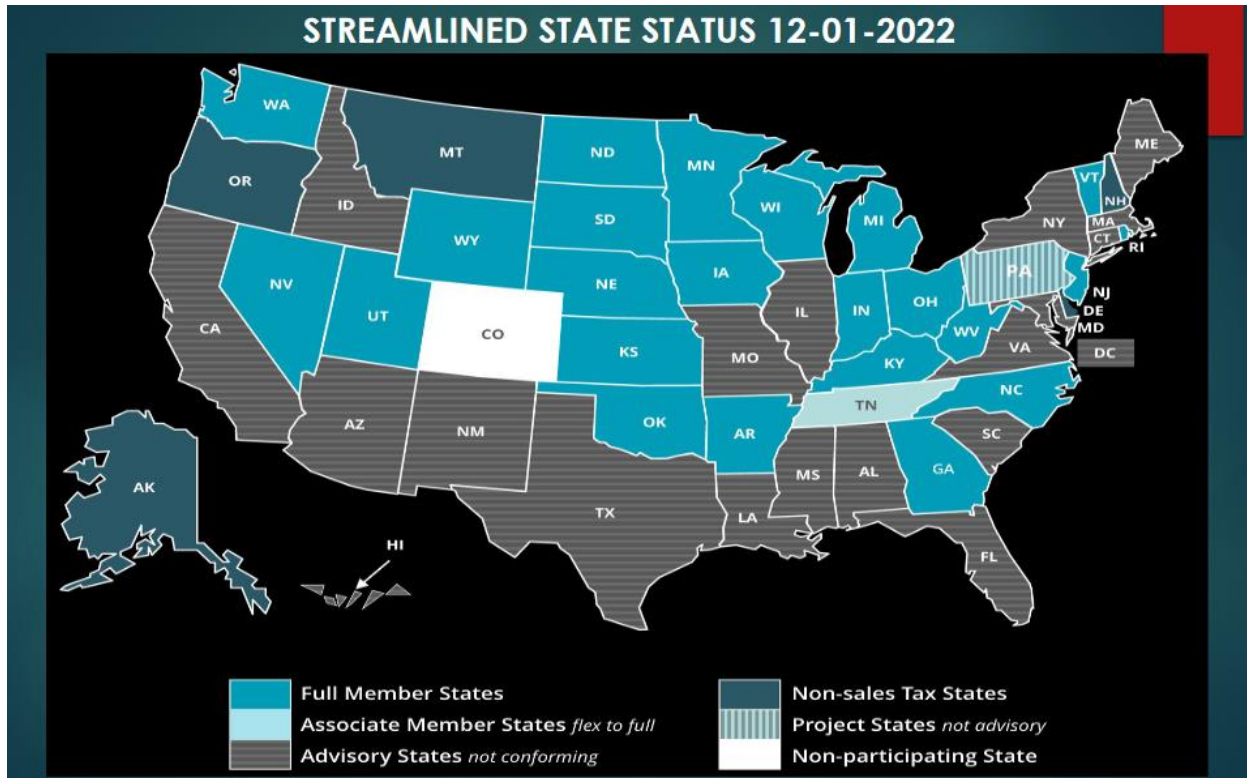 STREAMLINED STATE STATUS 12-01-2022
WA
MT
ND
MN
ME
OR
ID
SD
WI
MI
VT
NH
NY
MA
CT
RI
WY
IA
NE
PA
NV
UT
CO
IL
IN
OH
NJ
DE
MD
CA
KS
MO
WV
VA
DC
KY
AZ
NM
OK
AR
TN
NC
SC
MS
AL
GA
TX
LA
FL
AK
HI
Full Member States
Associate Member States flex to full
Advisory States not conforming
Non-sales Tax States
Project States not advisory
Non-participating State